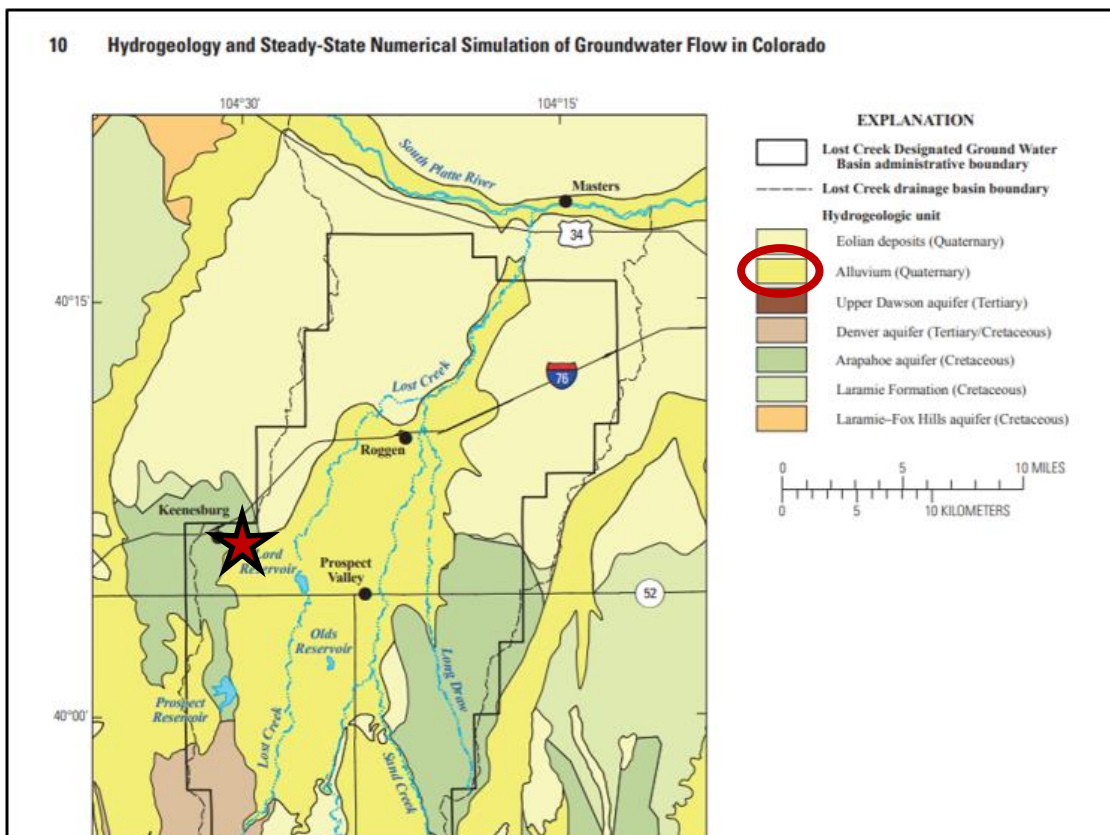 10 Hydrogeology and Steady-State Numerical Simulation of Groundwater Flow in Colorado
104°30'
104°15'
EXPLANATION
Lost Creek Designated Ground Water
Basin administrative boundary
Lost Creek drainage basin boundary
Hydrogeologic unit
Eolian deposits (Quaternary)
Alluvium (Quaternary)
Upper Dawson aquifer (Tertiary)
Denver aquifer (Tertiary/Cretaceous)
Arapahoe aquifer (Cretaceous)
Laramie Formation (Cretaceous)
Laramie–Fox Hills aquifer (Cretaceous)
0 5 10 MILES
0 5 10 KILOMETERS
South Platte River
Masters
34
40°15'
76
Lost Creek
Roggen
Keenesburg
Lord
Reservoir
Prospect
Valley
52
Olds
Reservoir
Long Draw
Prospect
Reservoir
40°00'
Lost Creek
Sand Creek